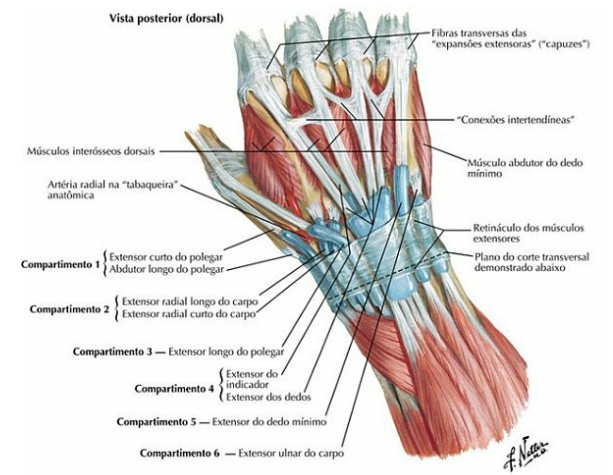 Vista posterior (dorsal)
Fibras transversas das
"expansões extensoras" ("capuzes")
"Conexões intertendíneas"
Músculos interósseos dorsais
Músculo abdutor do dedo
mínimo
Artéria radial na "tabaqueira"
anatômica
Retináculo dos músculos
extensores
Plano do corte transversal
demonstrado abaixo
Compartimento 1 { Extensor curto do polegar
Abdutor longo do polegar
Compartimento 2 { Extensor radial longo do carpo
Extensor radial curto do carpo
Compartimento 3 — Extensor longo do polegar
Compartimento 4 { Extensor do
indicador
Extensor dos dedos
Compartimento 5 — Extensor do dedo mínimo
Compartimento 6 — Extensor ulnar do carpo
F. Netter
M.D.